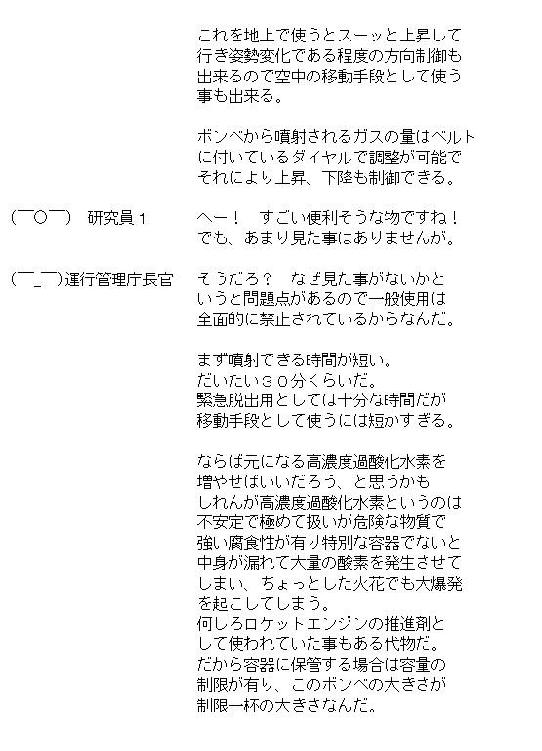 これを地上で使うとスーッと上昇して
行き姿勢変化である程度の方向制御も
出来るので空中の移動手段として使う
事も出来る。
ボンベから噴射されるガスの量はベルト
に付いているダイヤルで調整が可能で
それにより上昇、下降も制御できる。
(￣○￣)　研究員１　へー！　すごい便利そうな物ですね！
でも、あまり見た事はありませんが。
(￣_￣)運行管理庁長官　そうだろ？　なぜ見た事がないかと
いうと問題点があるので一般使用は
全面的に禁止されているからなんだ。
まず噴射できる時間が短い。
だいたい３０分くらいだ。
緊急脱出用としては十分な時間だが
移動手段として使うには短かすぎる。
ならば元になる高濃度過酸化水素を
増やせばいいだろう、と思うかも
しれんが高濃度過酸化水素というのは
不安定で極めて扱いが危険な物質で
強い腐食性が有り特別な容器でないと
中身が漏れて大量の酸素を発生させて
しまい、ちょっとした火花でも大爆発
を起こしてしまう。
何しろロケットエンジンの推進剤と
して使われていた事もある代物だ。
だから容器に保管する場合は容量の
制限が有り、このボンベの大きさが
制限一杯の大きさなんだ。